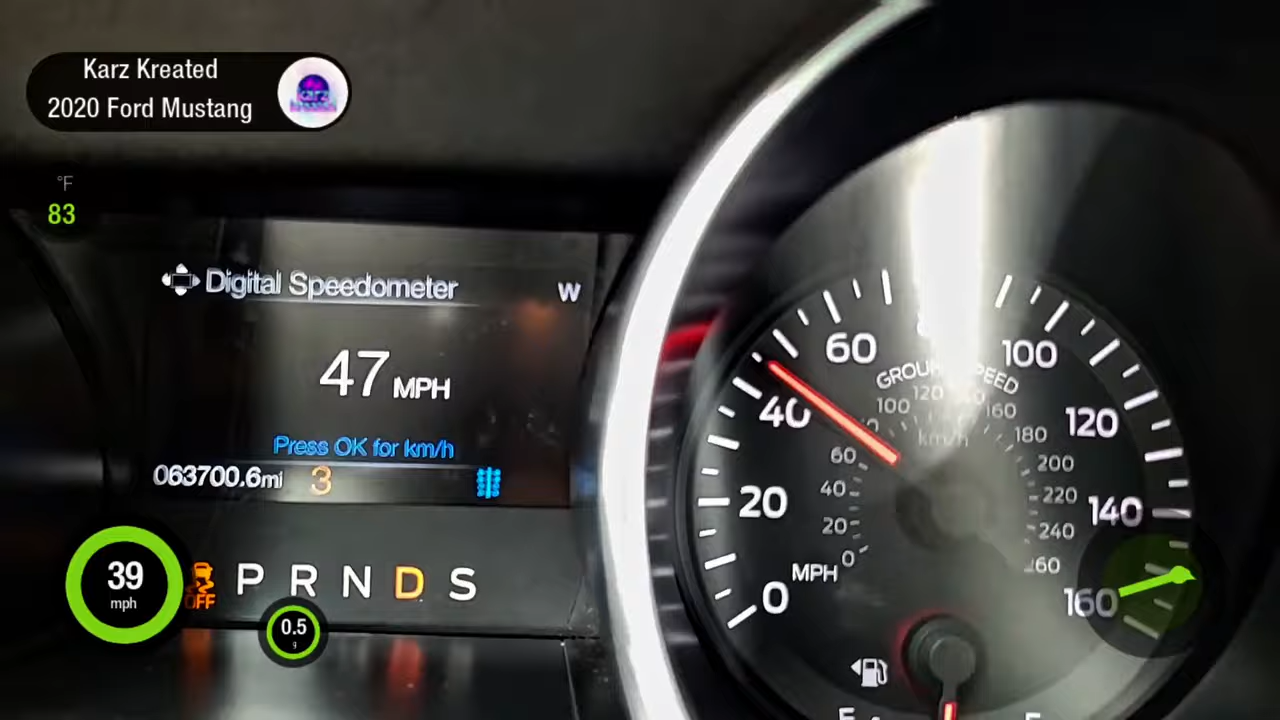 Karz Kreated
2020 Ford Mustang
°F
83
Digital Speedometer
W
47 MPH
Press OK for km/h
063700.6mi 3
39
mph
OFF
P R N D S
0.5
g
GROUND SPEED
MPH
0
20
40
60
100
120
140
160
km/h
0
20
40
60
100
120
160
180
200
220
240